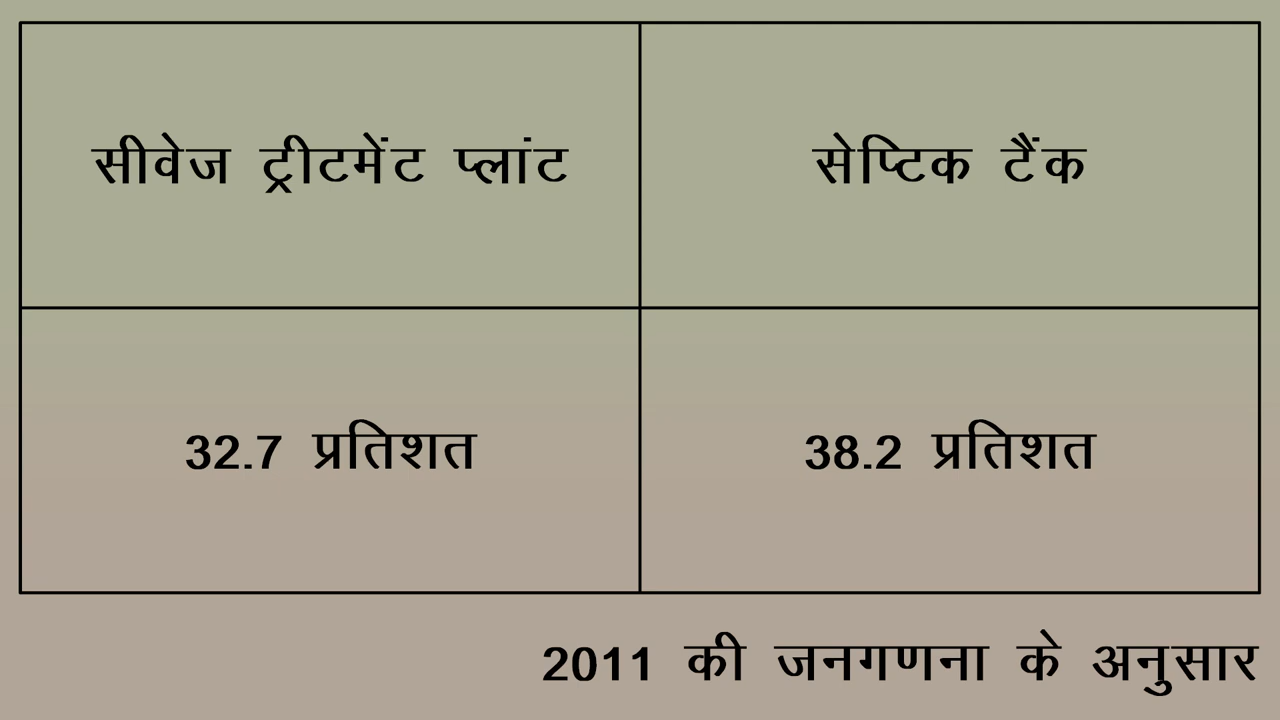 सीवेज ट्रीटमेंट प्लांट
सेप्टिक टैंक
32.7 प्रतिशत
38.2 प्रतिशत
2011 की जनगणना के अनुसार